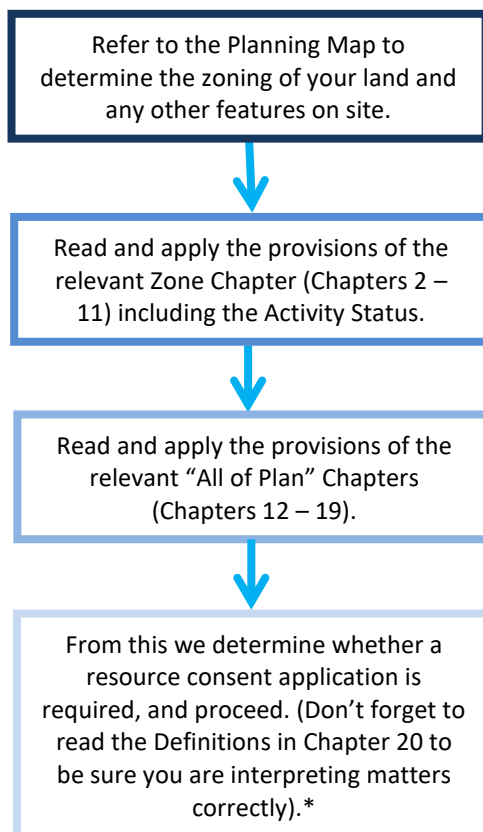 Refer to the Planning Map to
determine the zoning of your land and
any other features on site.
Read and apply the provisions of the
relevant Zone Chapter (Chapters 2 –
11) including the Activity Status.
Read and apply the provisions of the
relevant “All of Plan” Chapters
(Chapters 12 – 19).
From this we determine whether a
resource consent application is
required, and proceed. (Don’t forget to
read the Definitions in Chapter 20 to
be sure you are interpreting matters
correctly).*